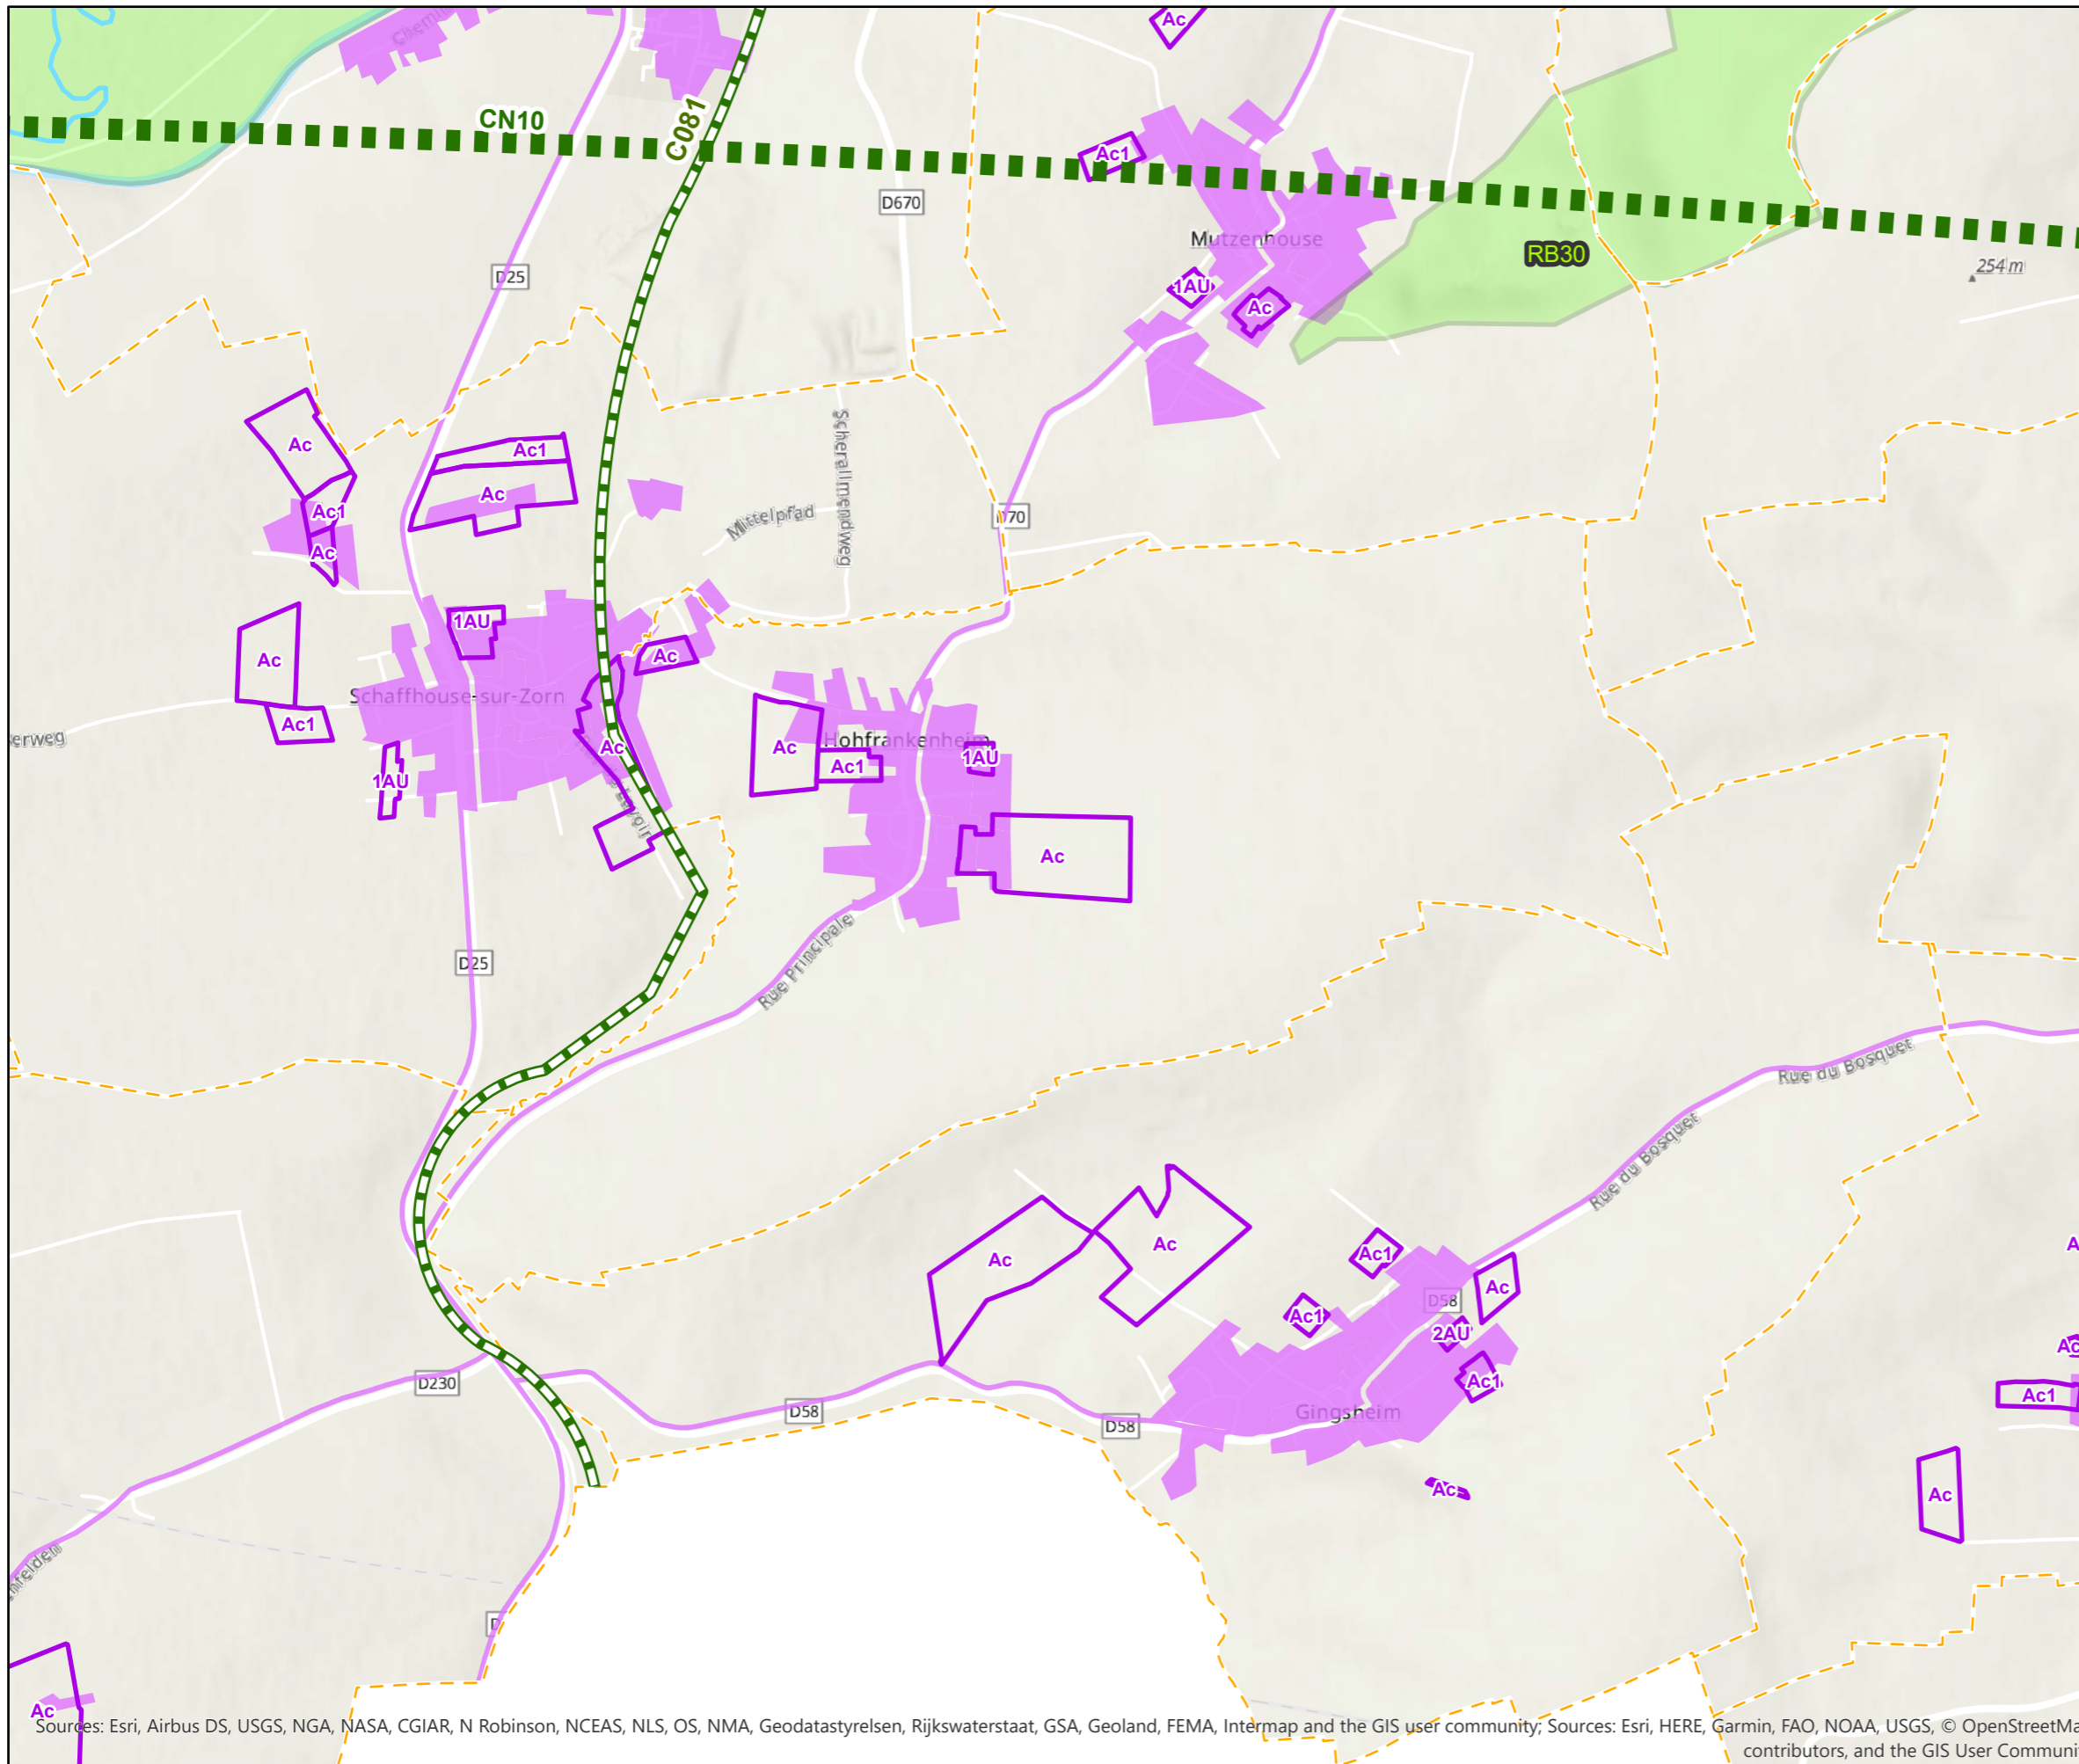 Ac
CN10
C081
Ac1
D670
Mutzenhouse
RB30
254 m
D25
1AU
Ac
Scherallmendweg
Ac
Ac1
Ac
Mittelpfad
Ac1
D70
Ac
1AU
Ac
Ac
Schaffhouse-sur-Zorn
Ac1
erweg
Ac
Hohfrankenheim
Ac
Ac1
1AU
1AU
Ac
Rue Principale
D25
Rue du Bosquet
Rue du Bosquet
Ac
Ac
Ac1
Ac
D58
Ac1
2AU
Ac
Ac1
Ac1
D230
D58
D58
Gingsheim
Ac
Ac
nfelden
D
Ac
Sources: Esri, Airbus DS, USGS, NGA, NASA, CGIAR, N Robinson, NCEAS, NLS, OS, NMA, Geodatastyrelsen, Rijkswaterstaat, GSA, Geoland, FEMA, Intermap and the GIS user community; Sources: Esri, HERE, Garmin, FAO, NOAA, USGS, © OpenStreetMa
contributors, and the GIS User Communi